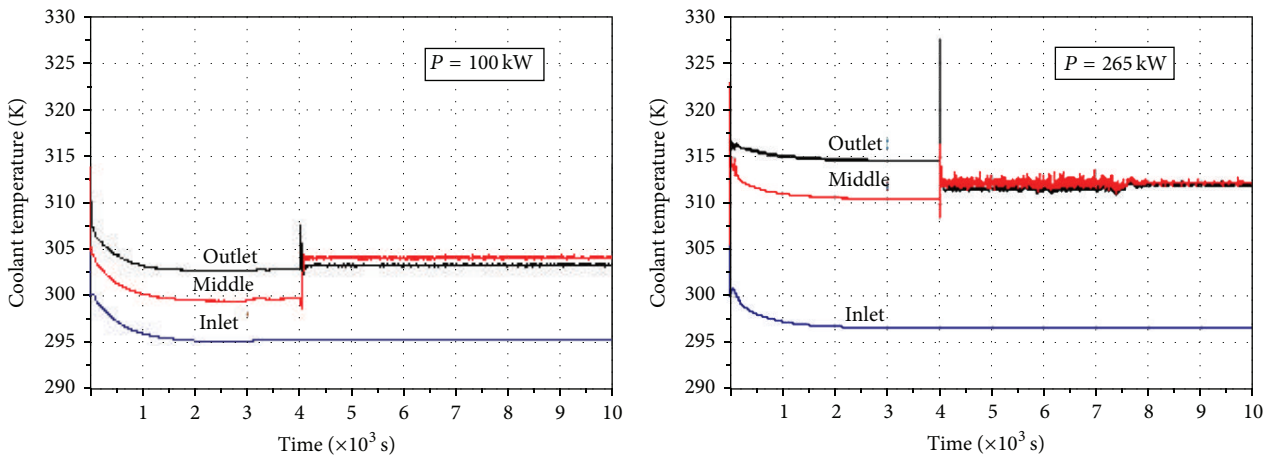 330
325
320
315
310
305
300
295
290
Coolant temperature (K)
P = 100 kW
Outlet
Middle
Inlet
1 2 3 4 5 6 7 8 9 10
Time (×10³ s)
330
325
320
315
310
305
300
295
290
Coolant temperature (K)
P = 265 kW
Outlet
Middle
Inlet
1 2 3 4 5 6 7 8 9 10
Time (×10³ s)